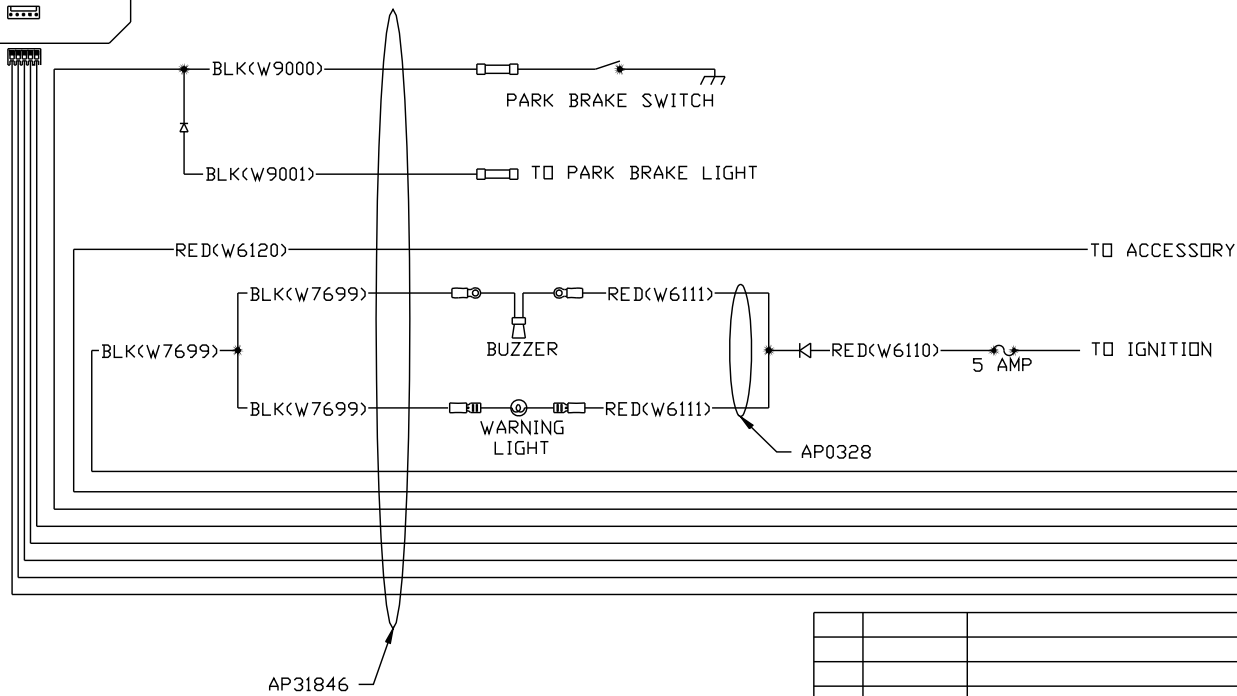 BLK(W9000)
PARK BRAKE SWITCH
BLK(W9001)
TO PARK BRAKE LIGHT
RED(W6120)
TO ACCESSORY
BLK(W7699)
RED(W6111)
BUZZER
BLK(W7699)
RED(W6110)
5 AMP
TO IGNITION
BLK(W7699)
RED(W6111)
WARNING
LIGHT
AP0328
AP31846